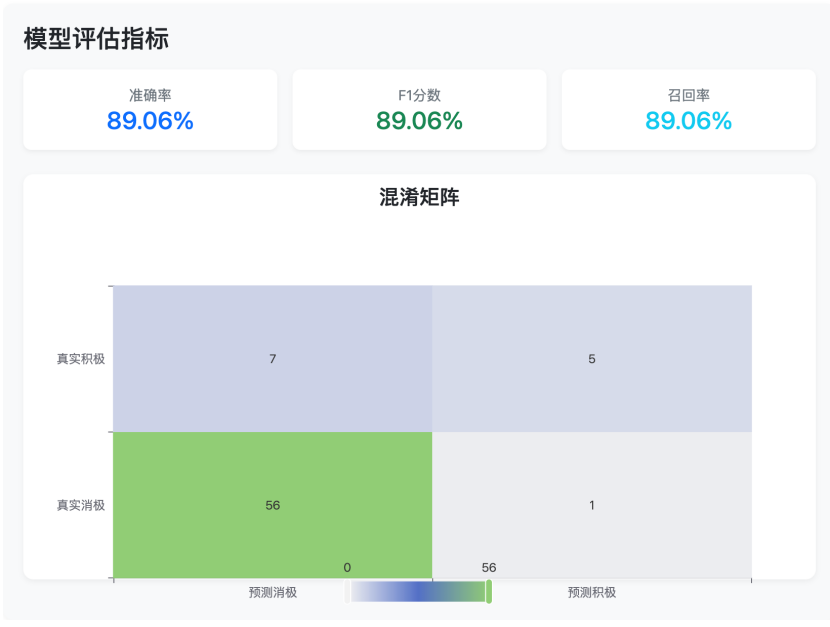 模型评估指标
准确率
89.06%
F1分数
89.06%
召回率
89.06%
混淆矩阵
真实积极
7
5
真实消极
56
1
0
56
预测消极
预测积极